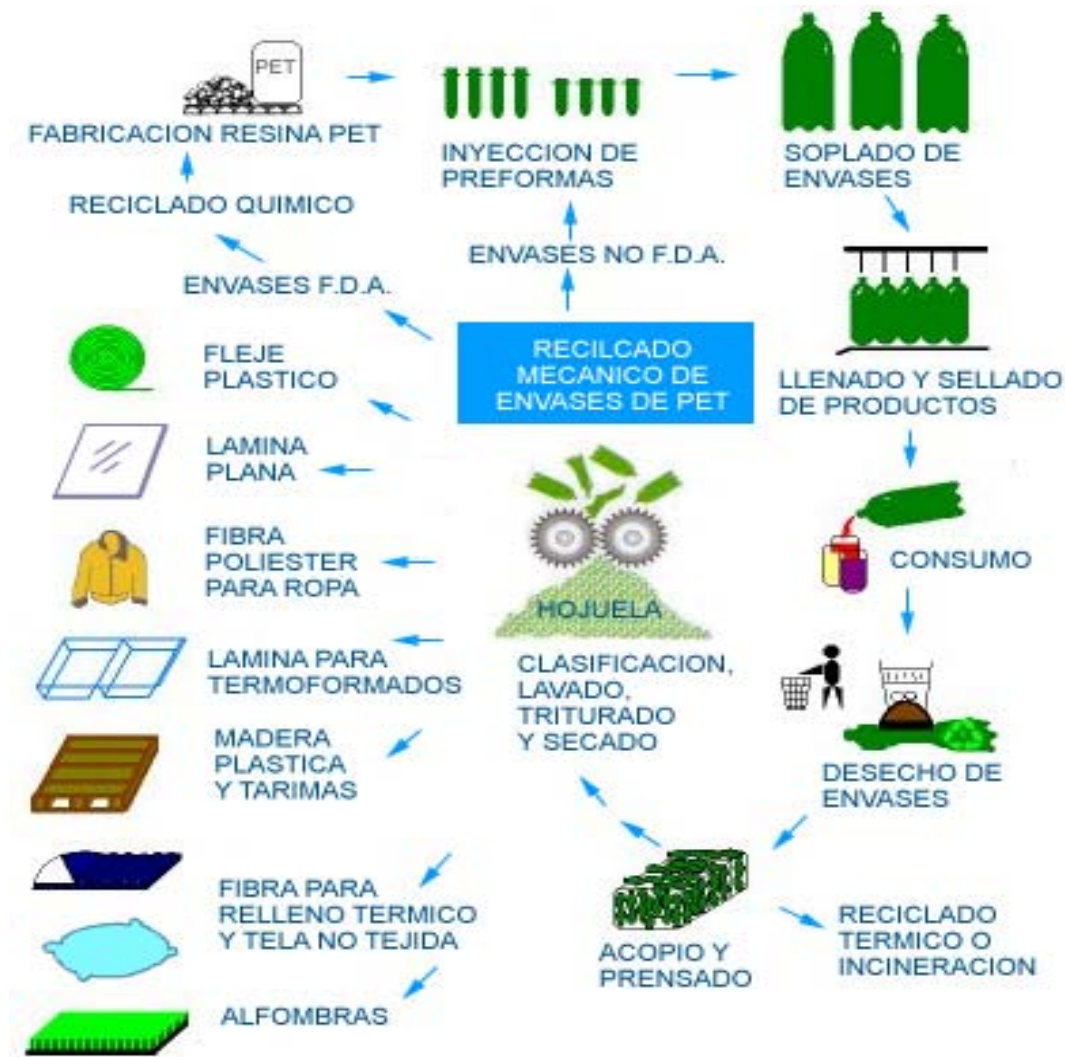 PET
FABRICACION RESINA PET
INYECCION DE
PREFORMAS
SOPLADO DE
ENVASES
RECICLADO QUIMICO
ENVASES NO F.D.A.
ENVASES F.D.A.
RECILCADO
MECANICO DE
ENVASES DE PET
LLENADO Y SELLADO
DE PRODUCTOS
FLEJE
PLASTICO
LAMINA
PLANA
FIBRA
POLIESTER
PARA ROPA
LAMINA PARA
TERMOFORMADOS
MADERA
PLASTICA
Y TARIMAS
FIBRA PARA
RELLENO TERMICO
Y TELA NO TEJIDA
ALFOMBRAS
HOJUELA
CLASIFICACION,
LAVADO,
TRITURADO
Y SECADO
CONSUMO
DESECHO DE
ENVASES
ACOPIO Y
PRENSADO
RECICLADO
TERMICO O
INCINERACION